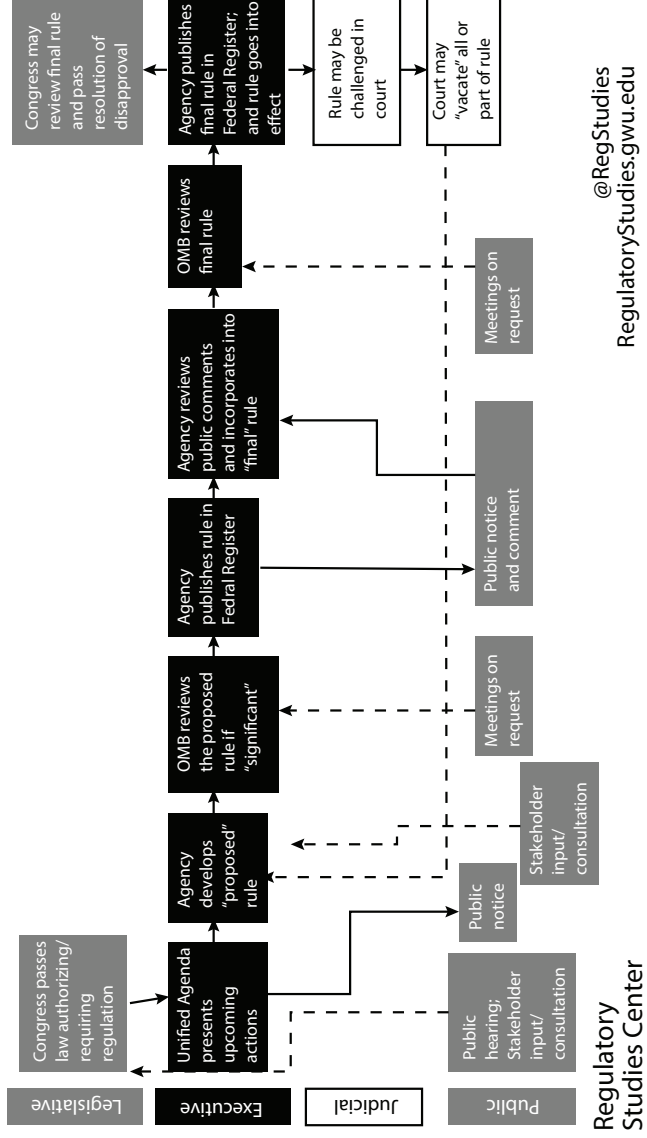 Legislative
Executive
Judicial
Public
Congress passes
law authorizing/
requiring
regulation
Congress may
review final rule
and pass
resolution of
disapproval
Unified Agenda
presents
upcoming
actions
Agency
develops
“proposed”
rule
OMB reviews
the proposed
rule if
“significant”
Agency
publishes rule in
Fedral Register
Agency reviews
public comments
and incorporates into
“final” rule
OMB reviews
final rule
Agency publishes
final rule in
Federal Register;
and rule goes into
effect
Rule may be
challenged in
court
Court may
“vacate” all or
part of rule
Public
hearing;
Stakeholder
input/
consultation
Public
notice
Stakeholder
input/
consultation
Meetings on
request
Public notice
and comment
Meetings on
request
Regulatory
Studies Center
@RegStudies
RegulatoryStudies.gwu.edu